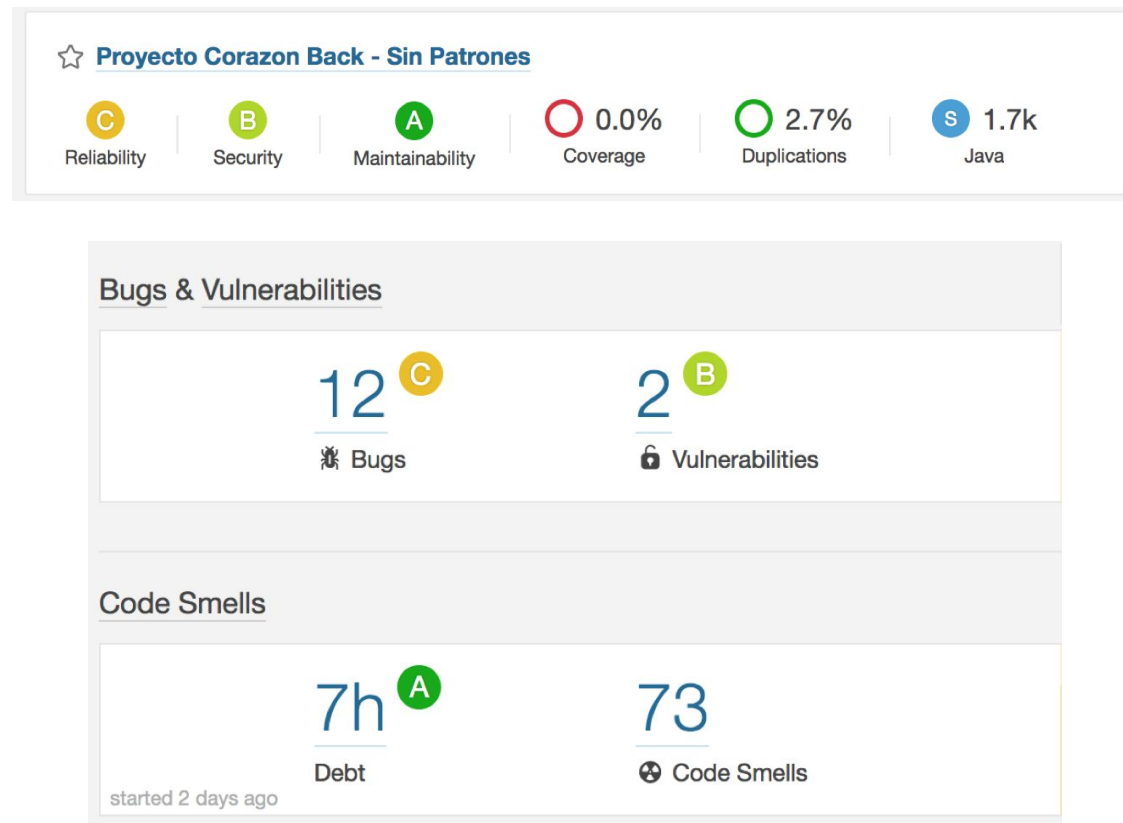 Proyecto Corazon Back - Sin Patrones
C B A 0.0% 2.7% S 1.7k
Reliability Security Maintainability Coverage Duplications Java
Bugs & Vulnerabilities
12 C 2 B
Bugs Vulnerabilities
Code Smells
7h A 73
Debt Code Smells
started 2 days ago